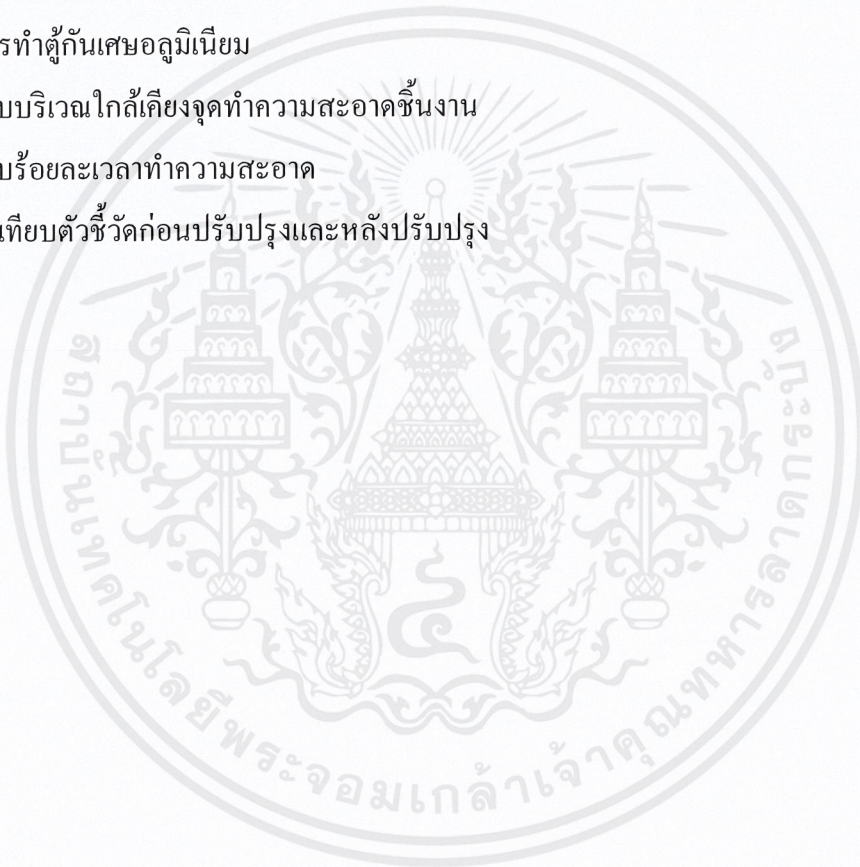 รทำตู้กันเศษอลูมิเนียม
บบริเวณใกล้เคียงจุดทำความสะอาดชิ้นงาน
บร้อยละเวลาทำความสะอาด
เทียบตัวชี้วัดก่อนปรับปรุงและหลังปรับปรุง
สถาบันเทคโนโลยีพระจอมเกล้าเจ้าคุณทหารลาดกระบัง